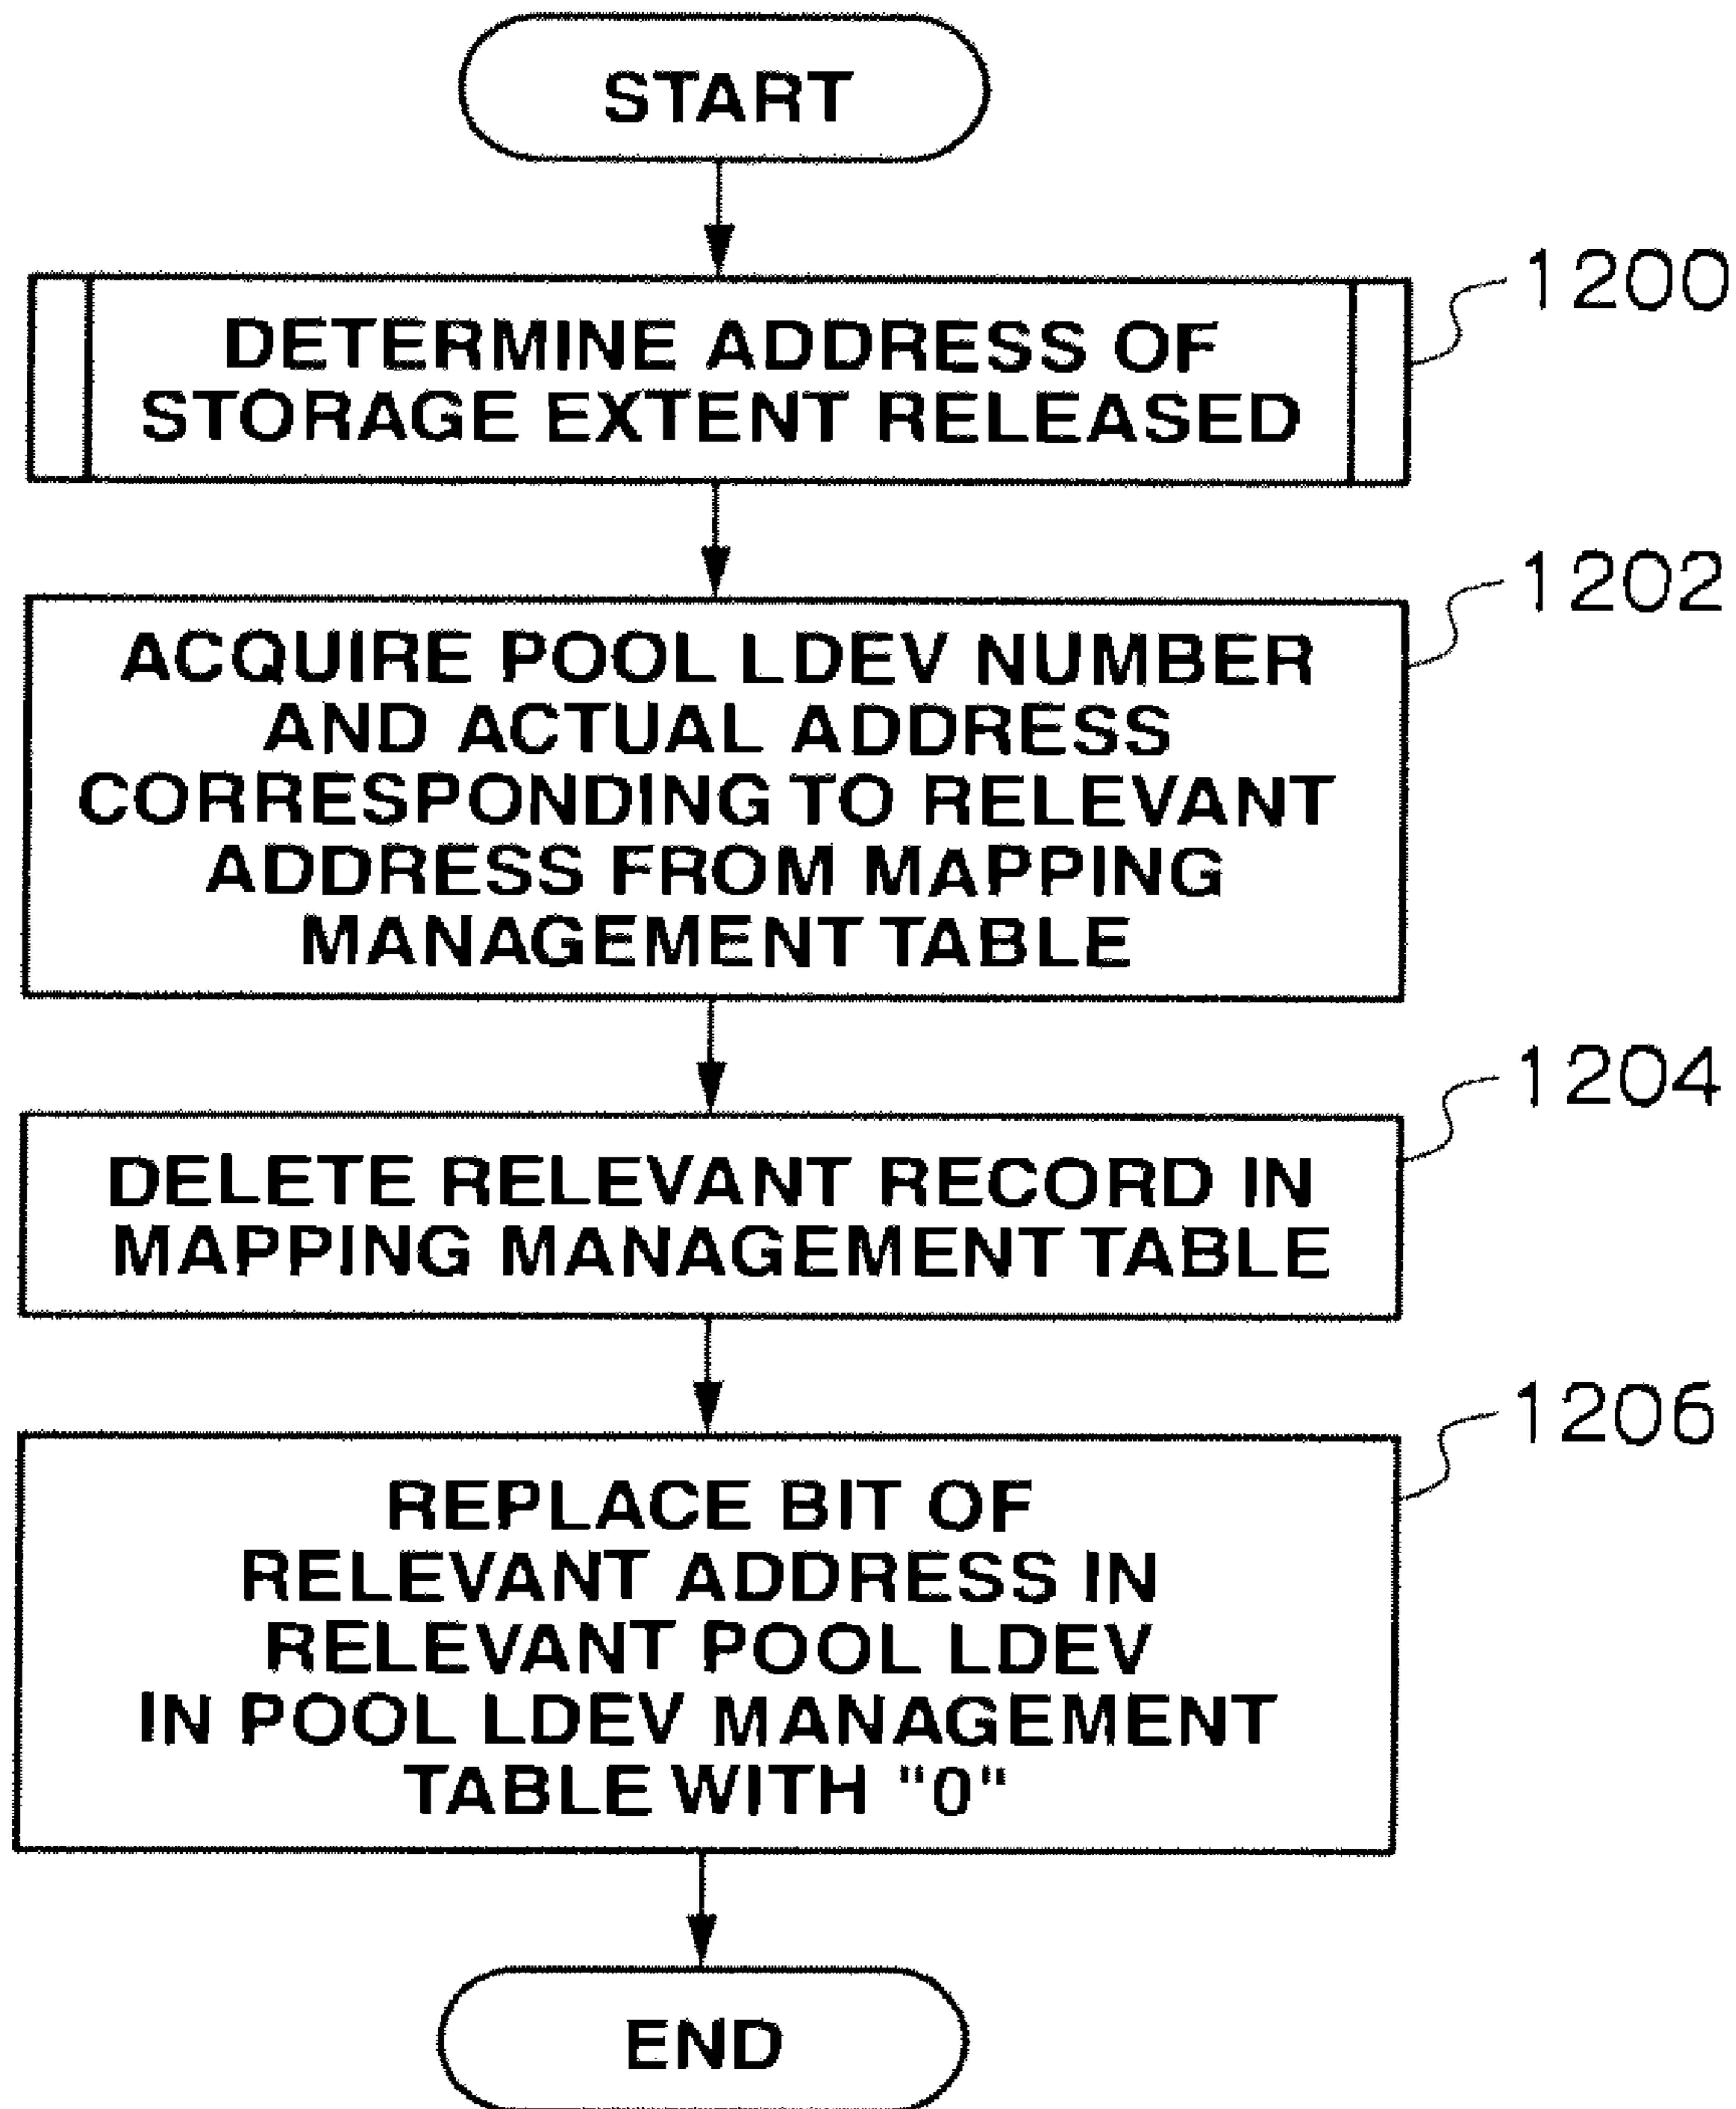 START
1200
DETERMINE ADDRESS OF
STORAGE EXTENT RELEASED
1202
ACQUIRE POOL LDEV NUMBER
AND ACTUAL ADDRESS
CORRESPONDING TO RELEVANT
ADDRESS FROM MAPPING
MANAGEMENT TABLE
1204
DELETE RELEVANT RECORD IN
MAPPING MANAGEMENT TABLE
1206
REPLACE BIT OF
RELEVANT ADDRESS IN
RELEVANT POOL LDEV
IN POOL LDEV MANAGEMENT
TABLE WITH "0"
END